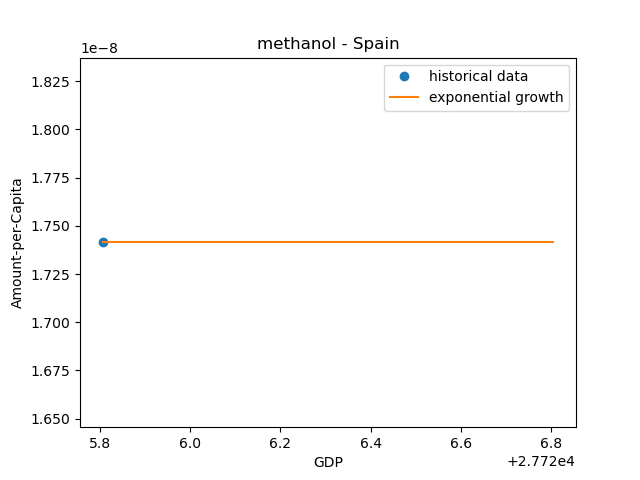 methanol - Spain
1e−8
historical data
exponential growth
1.825
1.800
1.775
1.750
1.725
1.700
1.675
1.650
Amount-per-Capita
5.8 6.0 6.2 6.4 6.6 6.8
GDP
+2.772e4